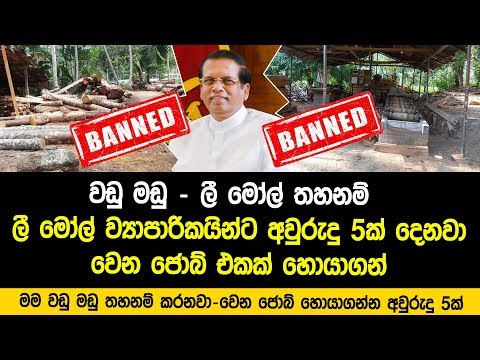 BANNED
BANNED
වඩු මඩු - ලී මෝල් තහනම්
ලී මෝල් ව්‍යාපාරිකයින්ට අවුරුදු 5ක් දෙනවා
වෙන ජොබ් එකක් හොයාගන්
මම වඩු මඩු තහනම් කරනවා-වෙන ජොබ් හොයාගන්න අවුරුදු 5ක්